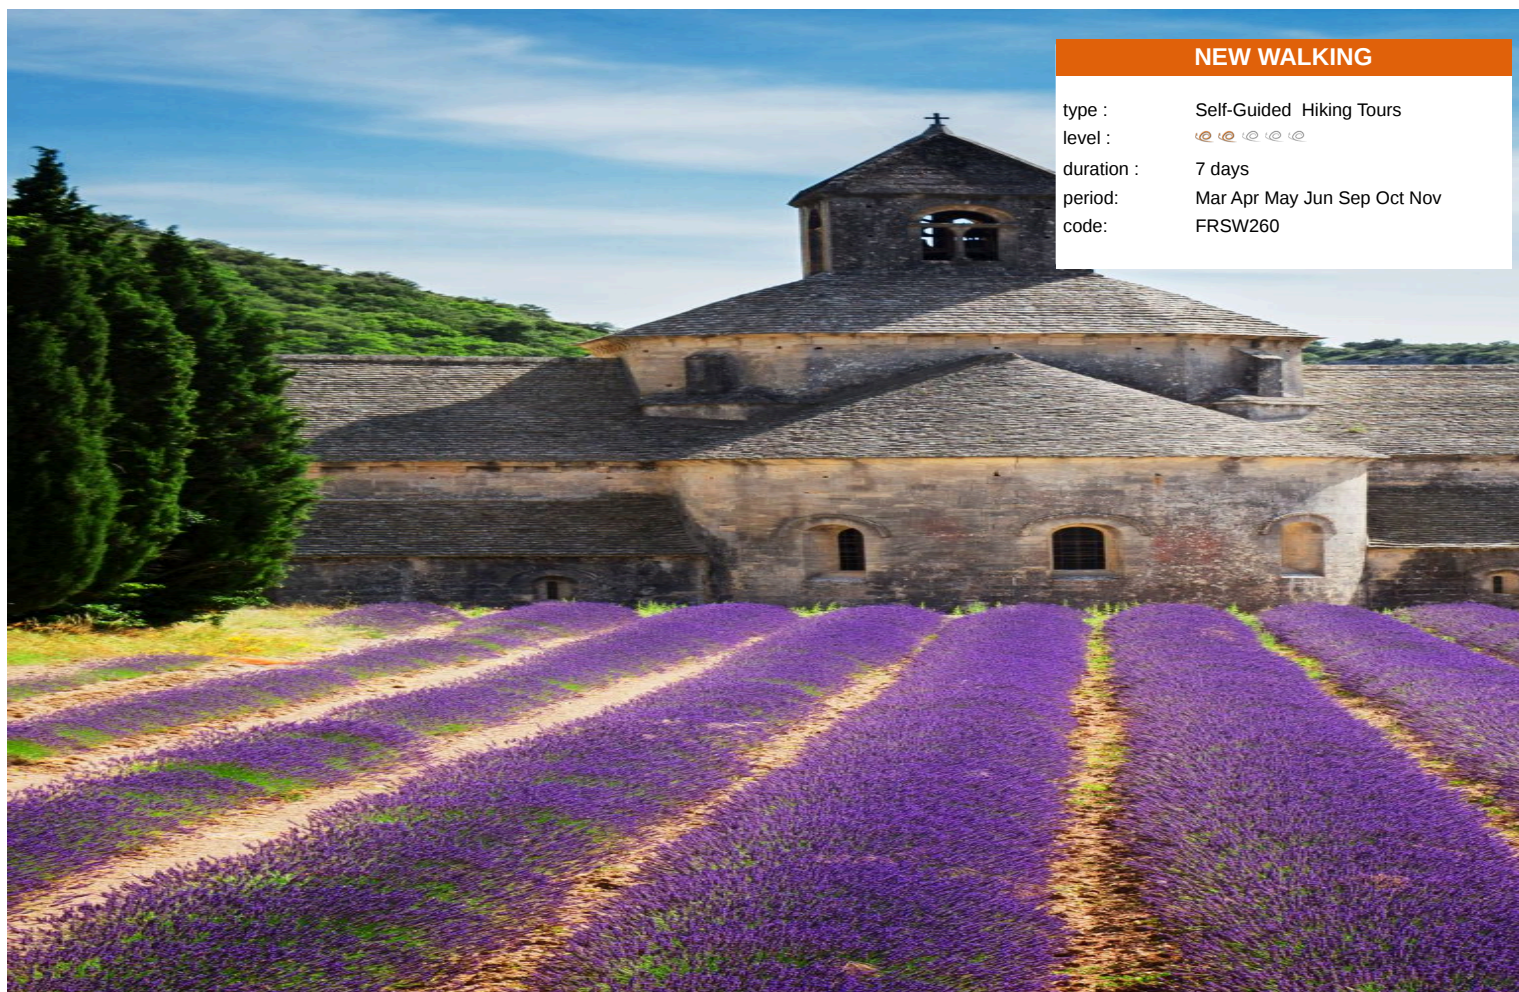 NEW WALKING
type : Self-Guided Hiking Tours
level :
duration : 7 days
period: Mar Apr May Jun Sep Oct Nov
code: FRSW260